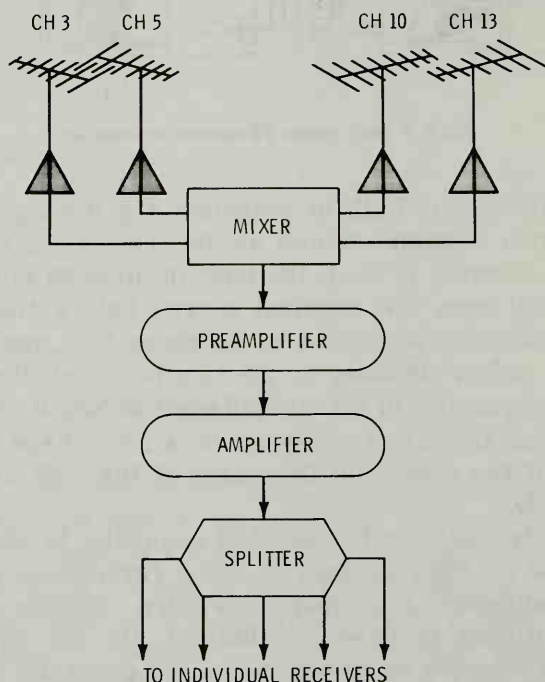 CH 3 CH 5 CH 10 CH 13
MIXER
PREAMPLIFIER
AMPLIFIER
SPLITTER
TO INDIVIDUAL RECEIVERS